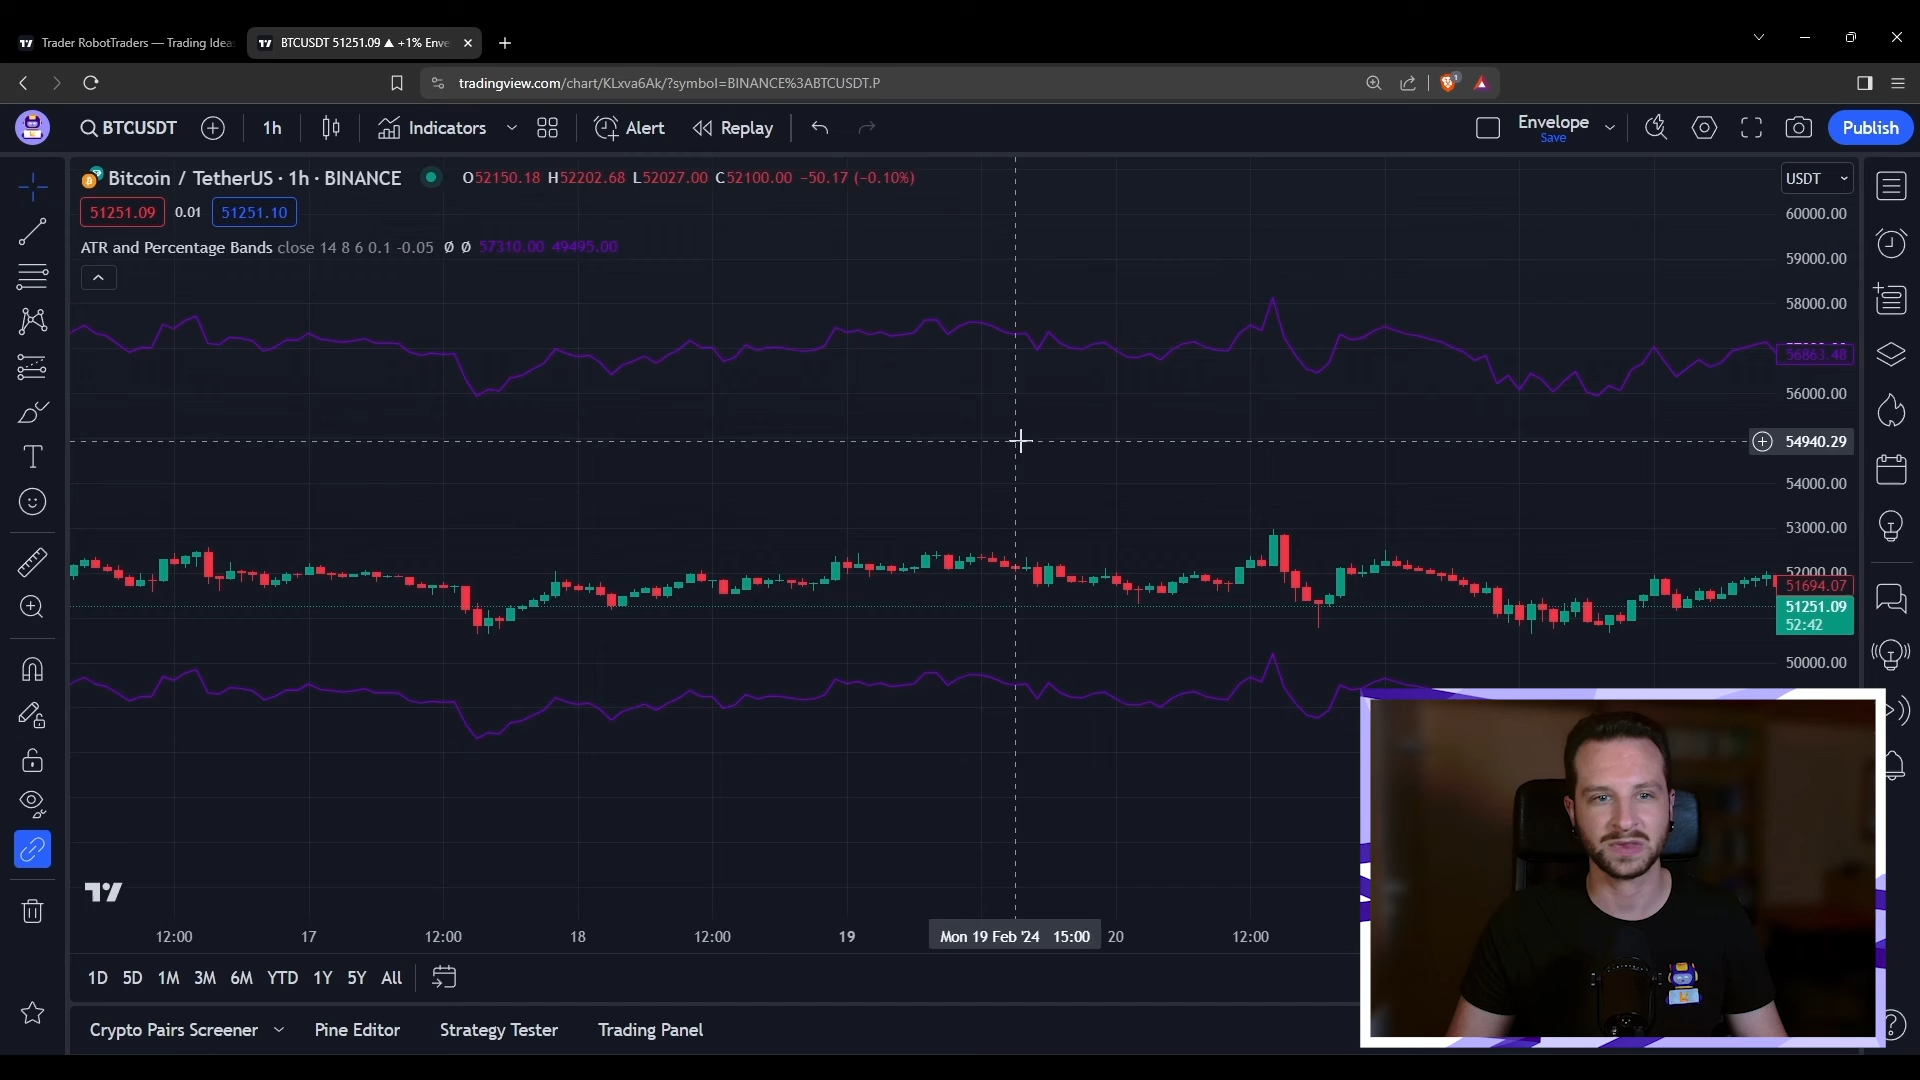 Trader RobotTraders — Trading Idea
BTCUSDT 51251.09 ▲ +1% Enve
tradingview.com/chart/KLxva6Ak/?symbol=BINANCE%3ABTCUSDT.P
1
BTCUSDT
1h
Indicators
Alert
Replay
Envelope
Save
Publish
Bitcoin / TetherUS · 1h · BINANCE
O52150.18 H52202.68 L52027.00 C52100.00 −50.17 (−0.10%)
USDT
51251.09
0.01
51251.10
ATR and Percentage Bands close 14 8 6 0.1 -0.05 Ø Ø 57310.00 49495.00
60000.00
59000.00
58000.00
56863.48
56000.00
54940.29
54000.00
53000.00
52000.00
51694.07
51251.09
52:42
50000.00
12:00
17
12:00
18
12:00
19
Mon 19 Feb '24 15:00
20
12:00
1D
5D
1M
3M
6M
YTD
1Y
5Y
All
Crypto Pairs Screener
Pine Editor
Strategy Tester
Trading Panel